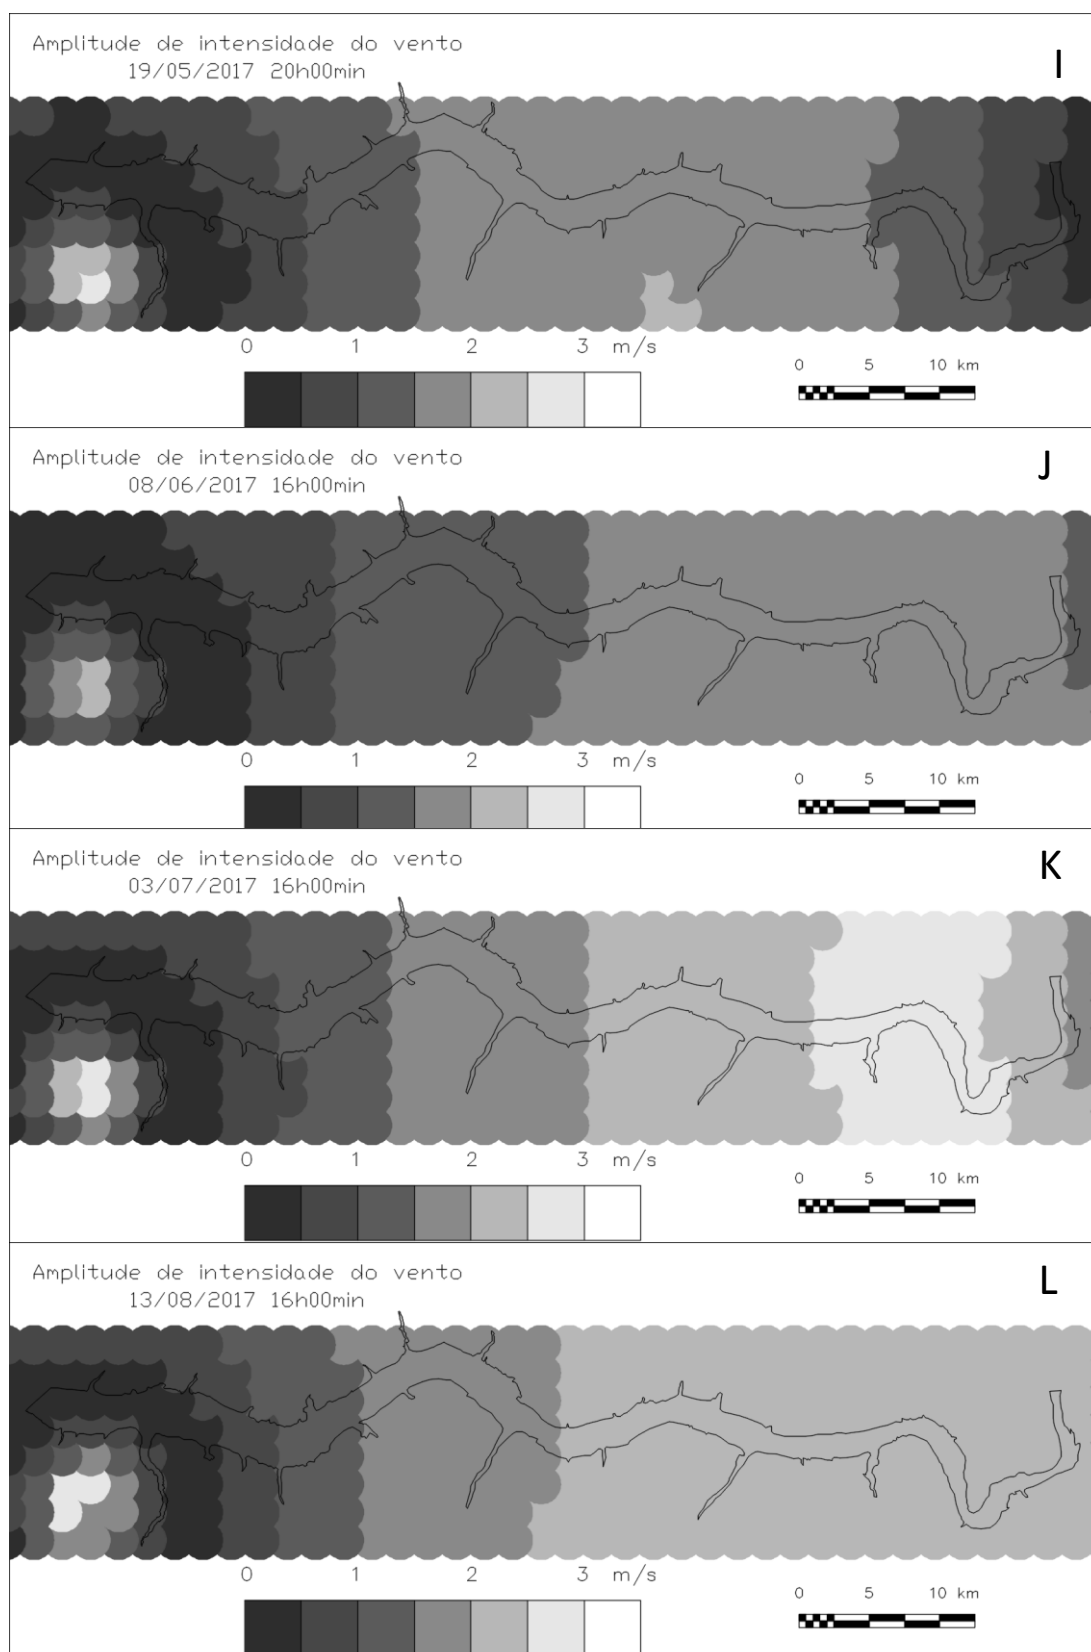 Amplitude de intensidade do vento
19/05/2017 20h00min
I
0 1 2 3 m/s
0 5 10 km
Amplitude de intensidade do vento
08/06/2017 16h00min
J
0 1 2 3 m/s
0 5 10 km
Amplitude de intensidade do vento
03/07/2017 16h00min
K
0 1 2 3 m/s
0 5 10 km
Amplitude de intensidade do vento
13/08/2017 16h00min
L
0 1 2 3 m/s
0 5 10 km